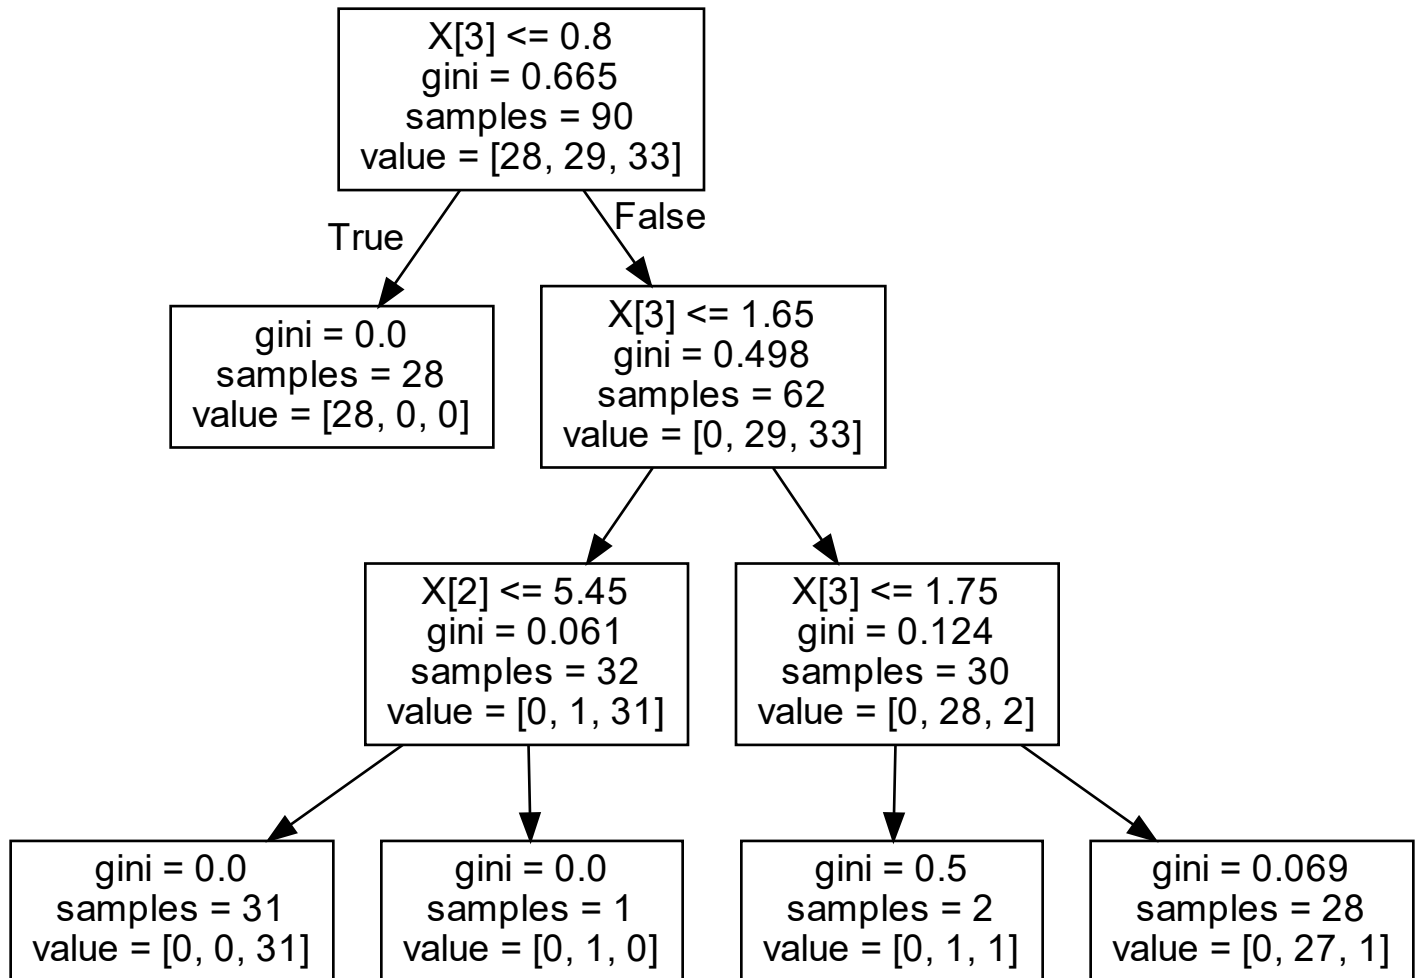 X[3] <= 0.8
gini = 0.665
samples = 90
value = [28, 29, 33]
True
False
gini = 0.0
samples = 28
value = [28, 0, 0]
X[3] <= 1.65
gini = 0.498
samples = 62
value = [0, 29, 33]
X[2] <= 5.45
gini = 0.061
samples = 32
value = [0, 1, 31]
X[3] <= 1.75
gini = 0.124
samples = 30
value = [0, 28, 2]
gini = 0.0
samples = 31
value = [0, 0, 31]
gini = 0.0
samples = 1
value = [0, 1, 0]
gini = 0.5
samples = 2
value = [0, 1, 1]
gini = 0.069
samples = 28
value = [0, 27, 1]